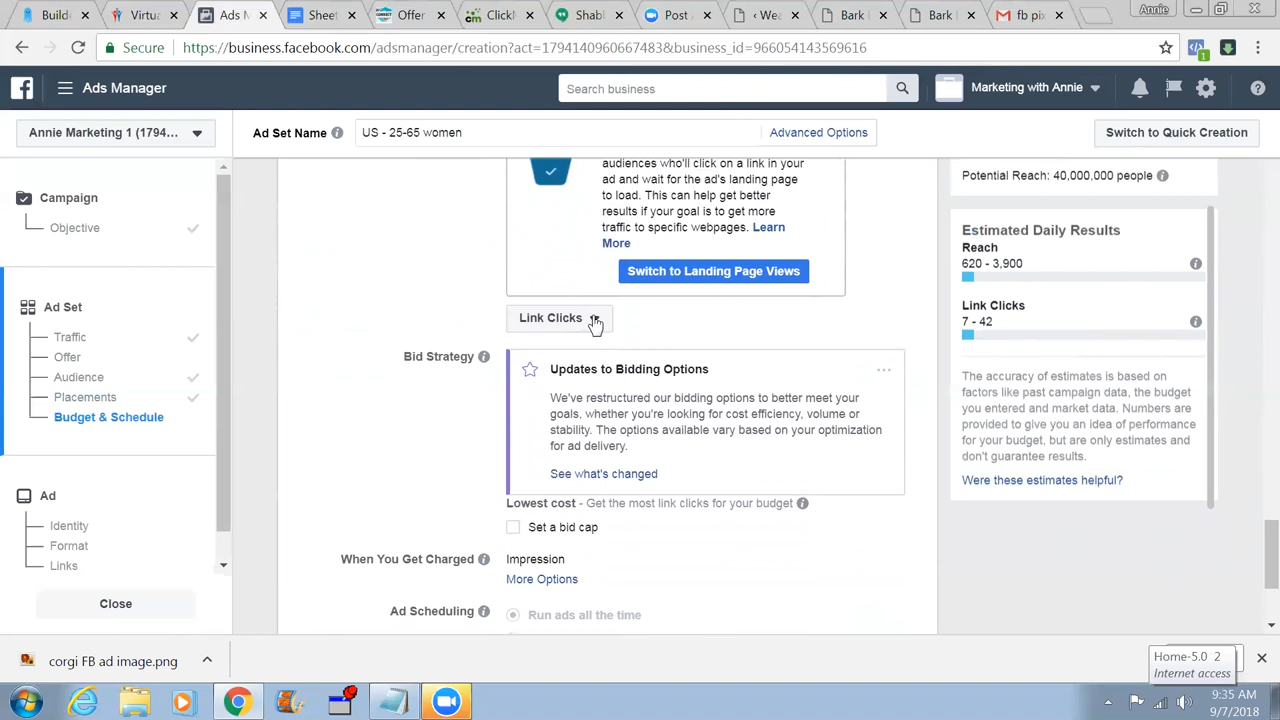 Build
Virtua
Ads M
Sheet
CONNECT
Offer
cm
ClickN
Shabl
Post A
‹ Wea
Bark I
Bark I
fb pix
Annie
Secure
https://business.facebook.com/adsmanager/creation?act=1794140960667483&business_id=966054143569616
1
Ads Manager
Search business
Marketing with Annie
Annie Marketing 1 (1794...
Ad Set Name
US - 25-65 women
Advanced Options
Switch to Quick Creation
Campaign
Objective
Ad Set
Traffic
Offer
Audience
Placements
Budget & Schedule
Ad
Identity
Format
Links
Close
audiences who'll click on a link in your
ad and wait for the ad's landing page
to load. This can help get better
results if your goal is to get more
traffic to specific webpages. Learn
More
Switch to Landing Page Views
Link Clicks
Bid Strategy
Updates to Bidding Options
We've restructured our bidding options to better meet your
goals, whether you're looking for cost efficiency, volume or
stability. The options available vary based on your optimization
for ad delivery.
See what's changed
Lowest cost - Get the most link clicks for your budget
Set a bid cap
When You Get Charged
Impression
More Options
Ad Scheduling
Run ads all the time
Potential Reach: 40,000,000 people
Estimated Daily Results
Reach
620 - 3,900
Link Clicks
7 - 42
The accuracy of estimates is based on
factors like past campaign data, the budget
you entered and market data. Numbers are
provided to give you an idea of performance
for your budget, but are only estimates and
don't guarantee results.
Were these estimates helpful?
corgi FB ad image.png
Home-5.0 2
Internet access
9:35 AM
9/7/2018